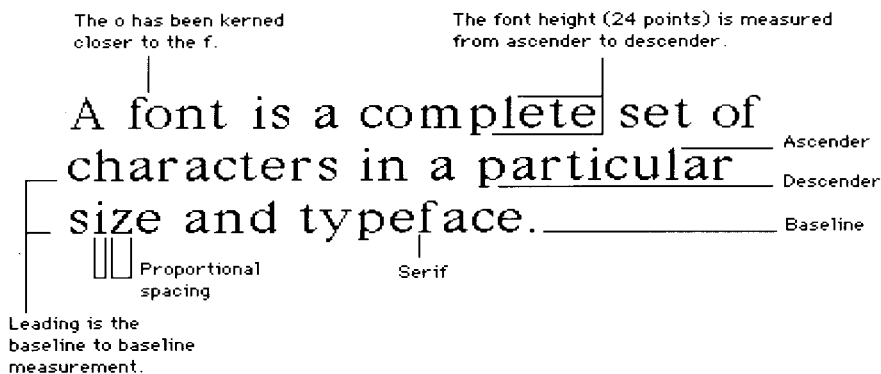 The o has been kerned
closer to the f.
The font height (24 points) is measured
from ascender to descender.
A font is a complete set of
characters in a particular
size and typeface.
Ascender
Descender
Baseline
Proportional
spacing
Serif
Leading is the
baseline to baseline
measurement.